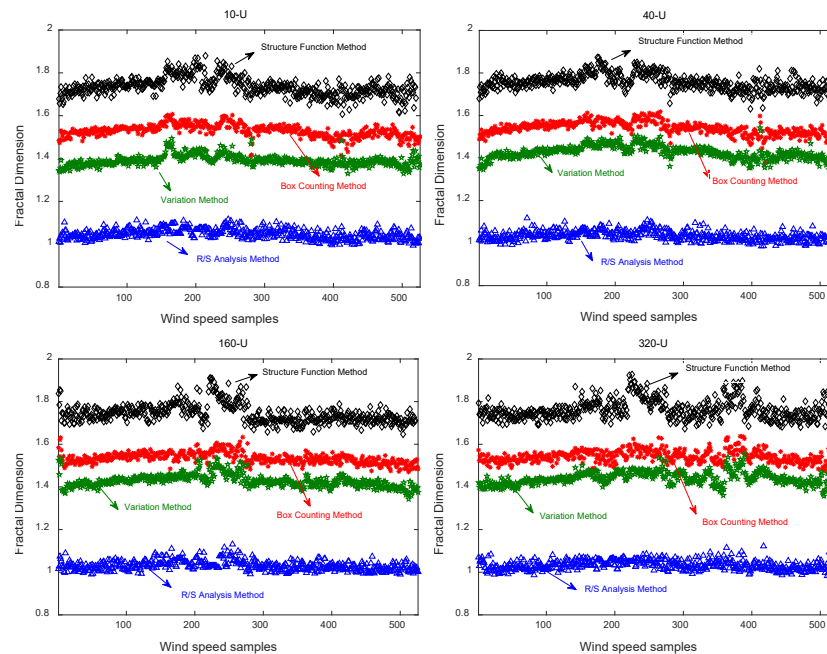 10-U
2
1.8
1.6
1.4
1.2
1
0.8
Fractal Dimension
Structure Function Method
Box Counting Method
Variation Method
R/S Analysis Method
100
200
300
400
500
Wind speed samples
40-U
2
1.8
1.6
1.4
1.2
1
0.8
Fractal Dimension
Structure Function Method
Box Counting Method
Variation Method
R/S Analysis Method
100
200
300
400
500
Wind speed samples
160-U
2
1.8
1.6
1.4
1.2
1
0.8
Fractal Dimension
Structure Function Method
Variation Method
Box Counting Method
R/S Analysis Method
0
100
200
300
400
500
Wind speed samples
320-U
2
1.8
1.6
1.4
1.2
1
0.8
Fractal Dimension
Structure Function Method
Variation Method
Box Counting Method
R/S Analysis Method
0
100
200
300
400
500
Wind speed samples